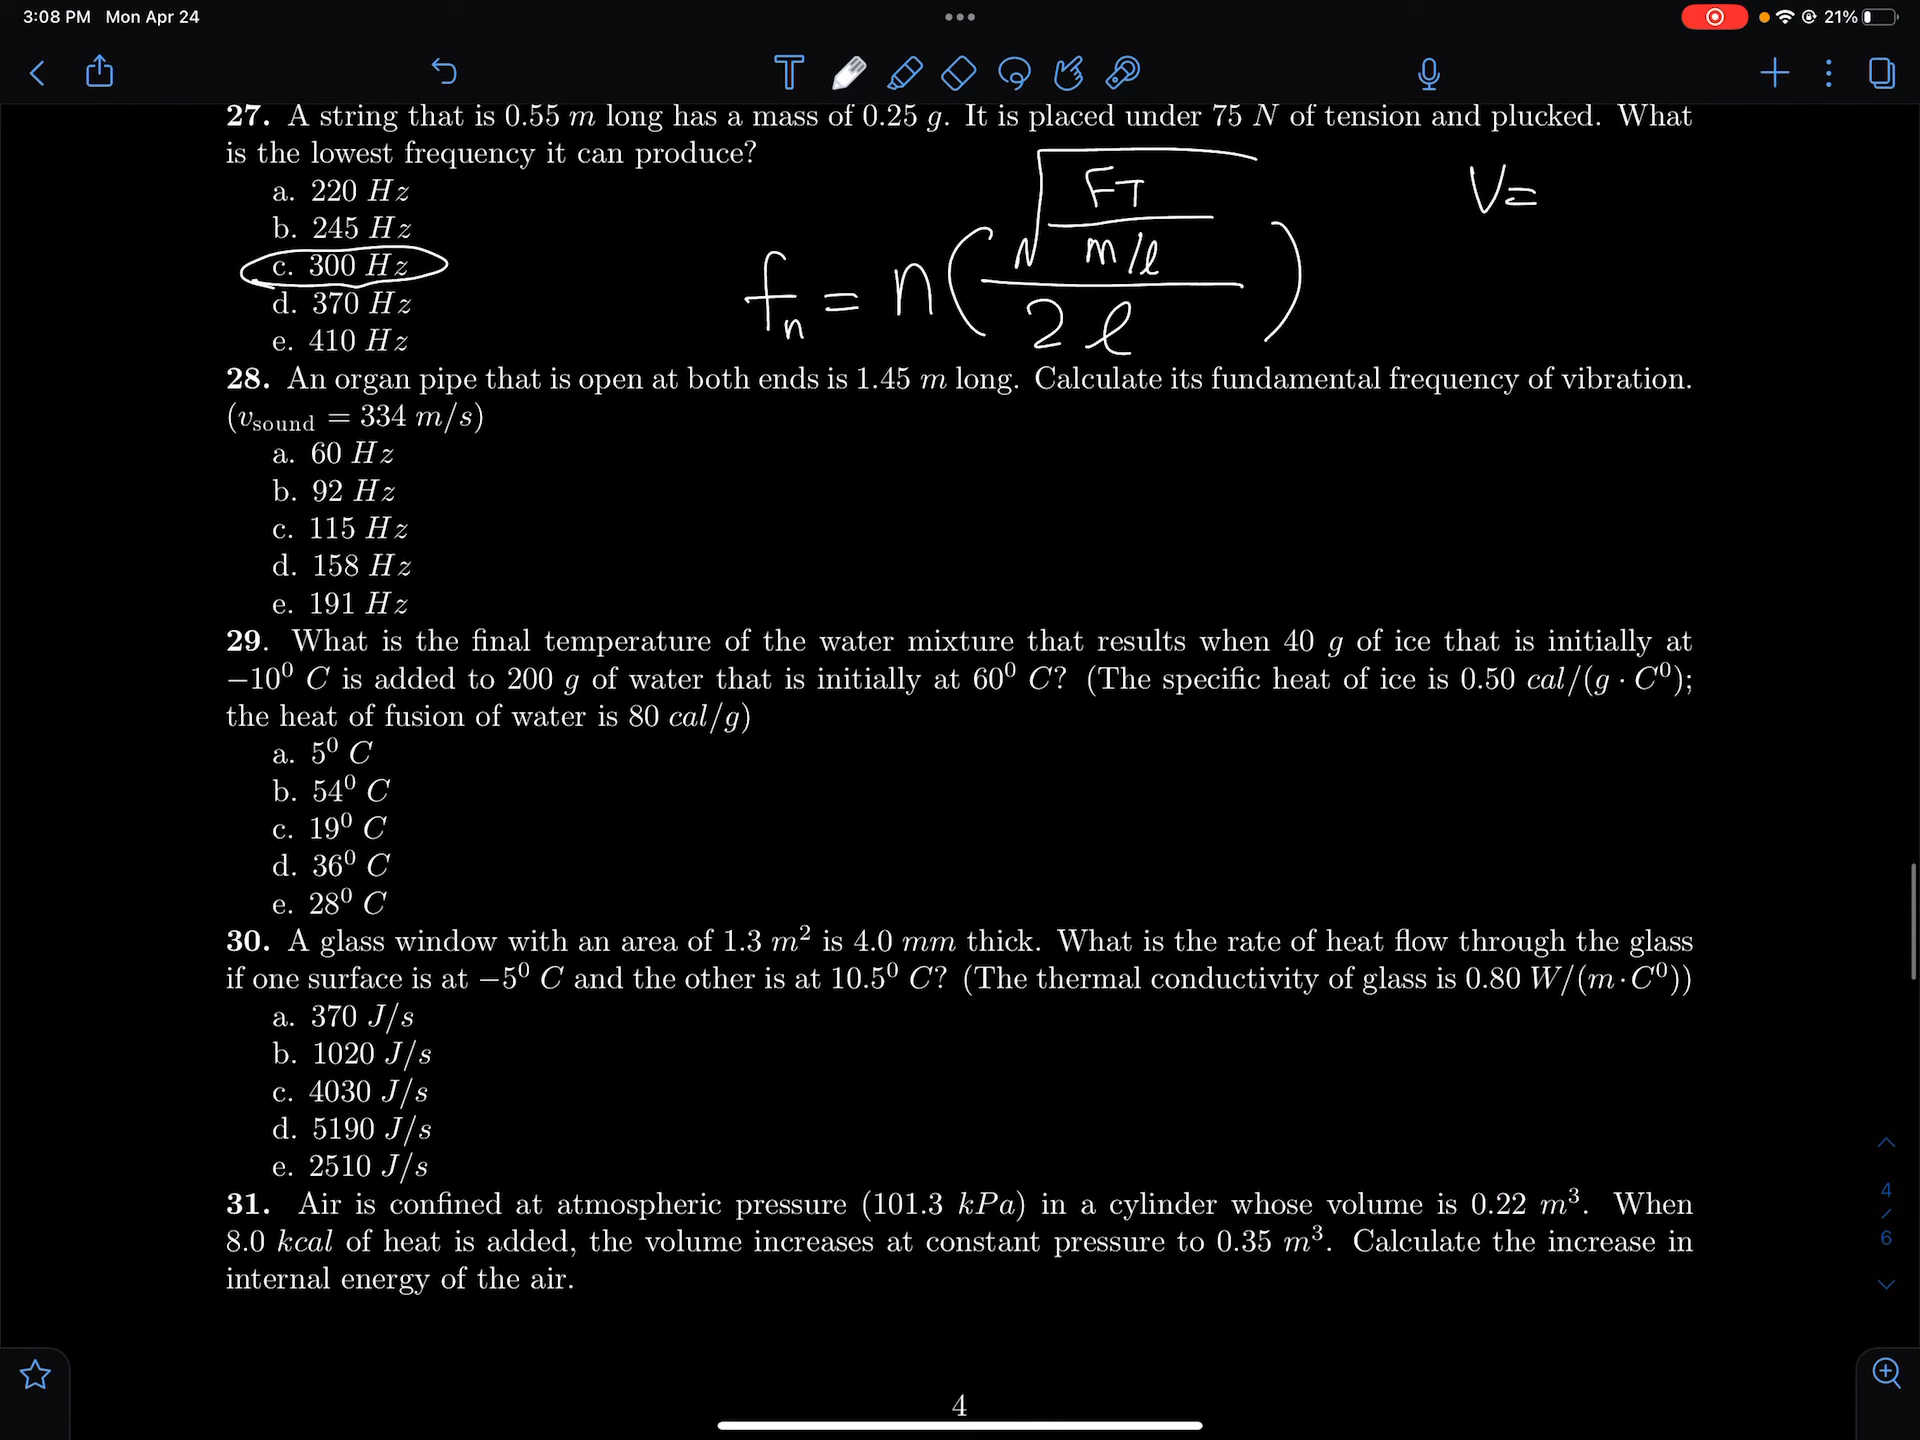 3:08 PM Mon Apr 24
21%
27. A string that is 0.55 m long has a mass of 0.25 g. It is placed under 75 N of tension and plucked. What
is the lowest frequency it can produce?
a. 220 Hz
b. 245 Hz
c. 300 Hz
d. 370 Hz
e. 410 Hz
fn = n(√(FT / m/l) / 2l)
V=
28. An organ pipe that is open at both ends is 1.45 m long. Calculate its fundamental frequency of vibration.
(vsound = 334 m/s)
a. 60 Hz
b. 92 Hz
c. 115 Hz
d. 158 Hz
e. 191 Hz
29. What is the final temperature of the water mixture that results when 40 g of ice that is initially at
−10⁰ C is added to 200 g of water that is initially at 60⁰ C? (The specific heat of ice is 0.50 cal/(g · C⁰);
the heat of fusion of water is 80 cal/g)
a. 5⁰ C
b. 54⁰ C
c. 19⁰ C
d. 36⁰ C
e. 28⁰ C
30. A glass window with an area of 1.3 m² is 4.0 mm thick. What is the rate of heat flow through the glass
if one surface is at −5⁰ C and the other is at 10.5⁰ C? (The thermal conductivity of glass is 0.80 W/(m·C⁰))
a. 370 J/s
b. 1020 J/s
c. 4030 J/s
d. 5190 J/s
e. 2510 J/s
31. Air is confined at atmospheric pressure (101.3 kPa) in a cylinder whose volume is 0.22 m³. When
8.0 kcal of heat is added, the volume increases at constant pressure to 0.35 m³. Calculate the increase in
internal energy of the air.
4
/
6
4